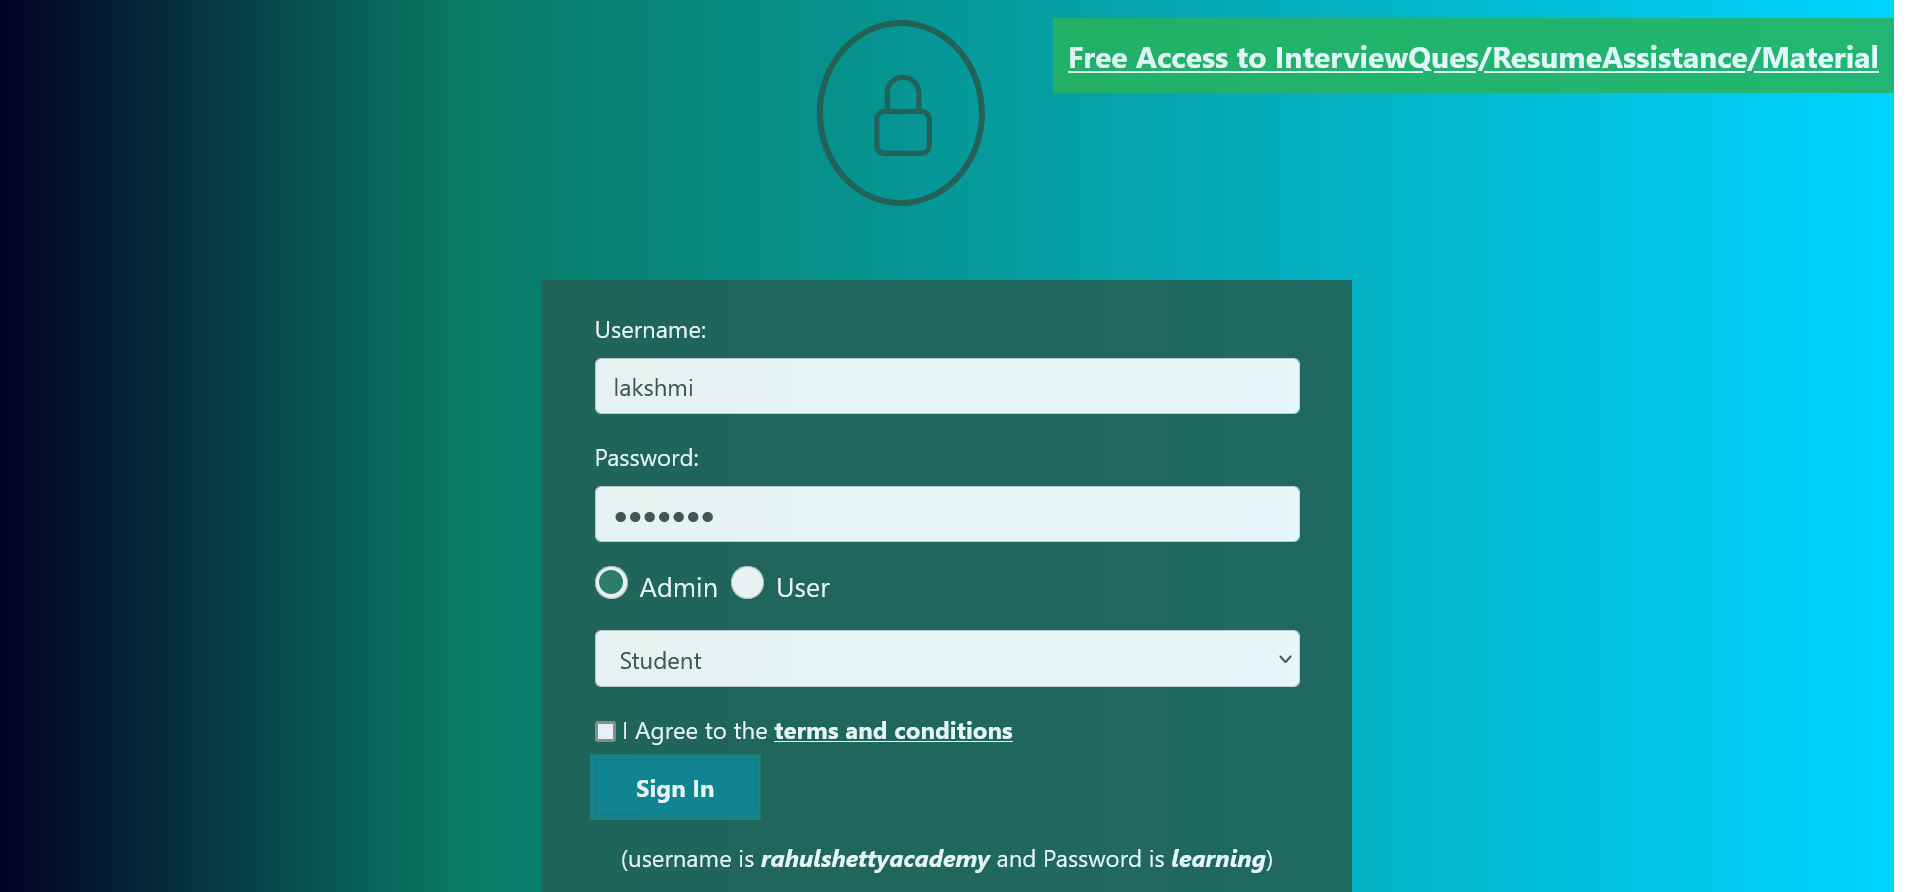 Free Access to InterviewQues/ResumeAssistance/Material
Username:
lakshmi
Password:
•••••••
Admin User
Student
I Agree to the terms and conditions
Sign In
(username is rahulshettyacademy and Password is learning)